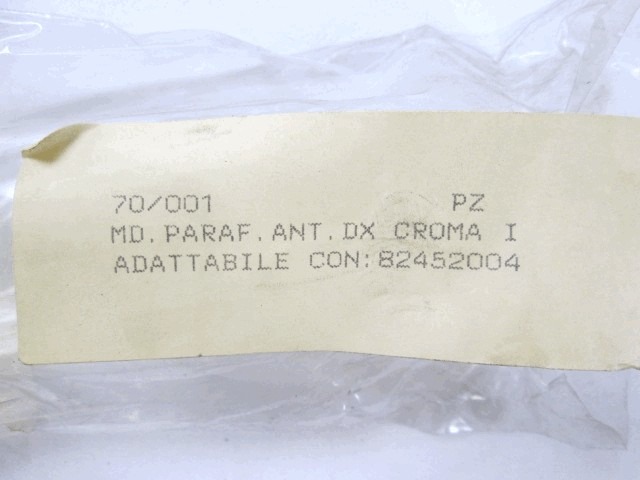 70/001 PZ
MD.PARAF.ANT.DX CROMA I
ADATTABILE CON:82452004